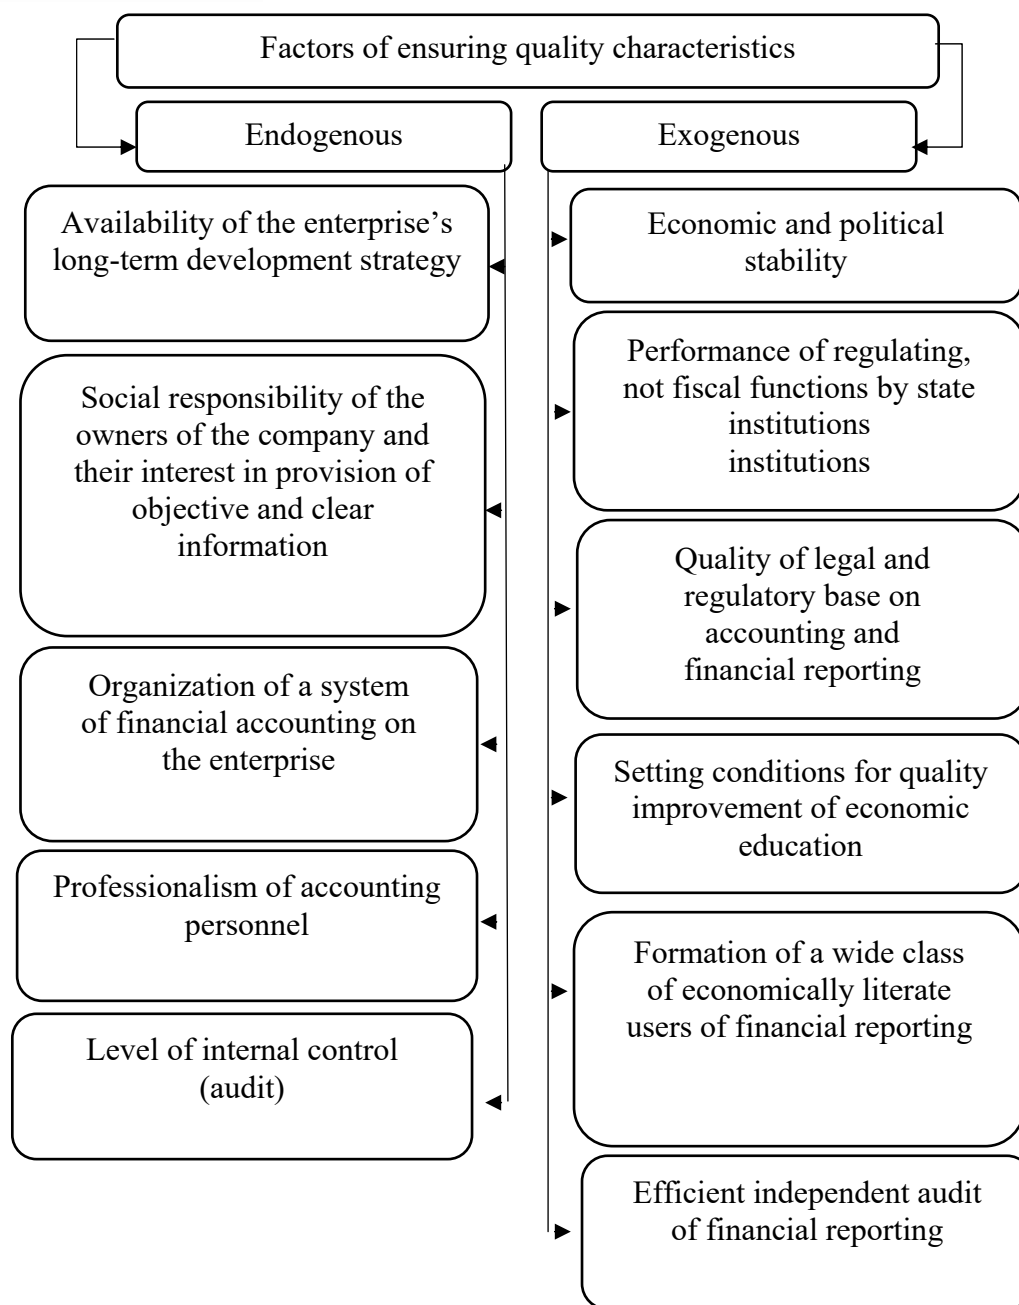 Factors of ensuring quality characteristics
Endogenous
Exogenous
Availability of the enterprise’s
long-term development strategy
Social responsibility of the
owners of the company and
their interest in provision of
objective and clear
information
Organization of a system
of financial accounting on
the enterprise
Professionalism of accounting
personnel
Level of internal control
(audit)
Economic and political
stability
Performance of regulating,
not fiscal functions by state
institutions
institutions
Quality of legal and
regulatory base on
accounting and
financial reporting
Setting conditions for quality
improvement of economic
education
Formation of a wide class
of economically literate
users of financial reporting
Efficient independent audit
of financial reporting